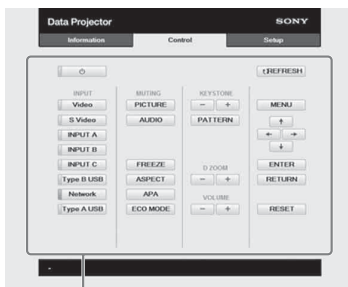 Data Projector SONY
Information Control Setup
REFRESH
INPUT MUTING KEYSTONE
Video PICTURE - + MENU
S Video AUDIO PATTERN
INPUT A
INPUT B
INPUT C FREEZE D ZOOM ENTER
Type B USB ASPECT - + RETURN
Network APA VOLUME
Type A USB ECO MODE - + RESET